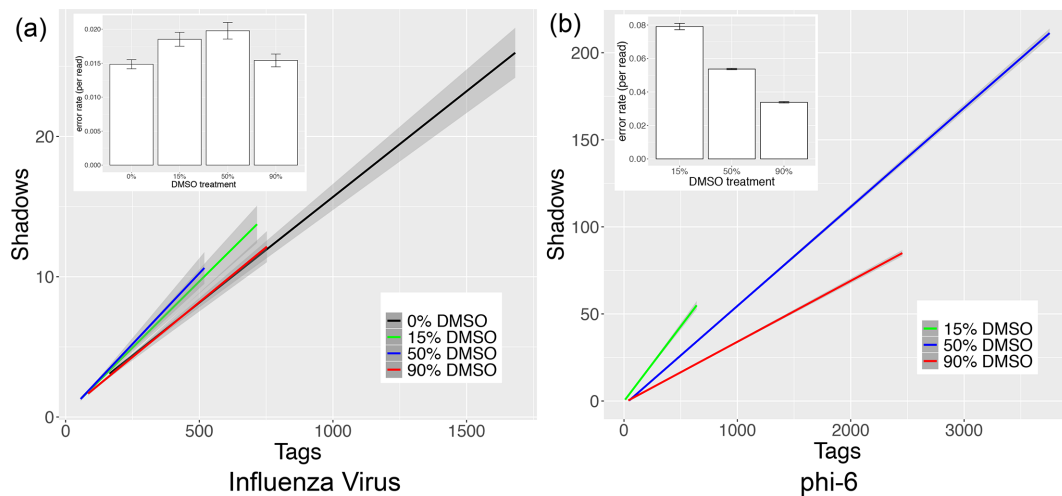 (a)
error rate (per read)
0.020
0.015
0.010
0.005
0.000
0%
15%
50%
90%
DMSO treatment
Shadows
20
10
0
0% DMSO
15% DMSO
50% DMSO
90% DMSO
0
500
1000
1500
Tags
Influenza Virus
(b)
error rate (per read)
0.08
0.06
0.04
0.02
0.00
15%
50%
90%
DMSO treatment
Shadows
200
150
100
50
0
15% DMSO
50% DMSO
90% DMSO
0
1000
2000
3000
Tags
phi-6